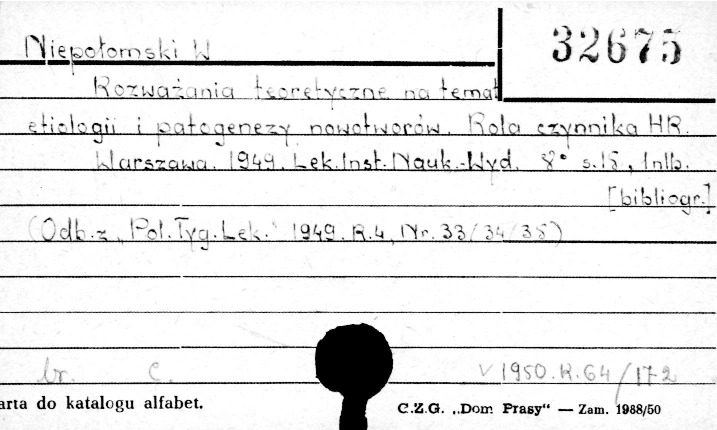 Niepołomski W
32675
Rozważania teoretyczne na temat
etiologii i patogenezy nowotworów. Rola czynnika HR.
Warszawa. 1949. Lek.Inst.Nauk.-Wyd. 8° s.18, 1nlb.
[bibliogr.]
(Odb.z „Pol.Tyg.Lek.” 1949. R.4, Nr. 33/34/35)
br. C. V 1950.R.64/172
arta do katalogu alfabet.
C.Z.G. „Dom Prasy“ — Zam. 1988/50